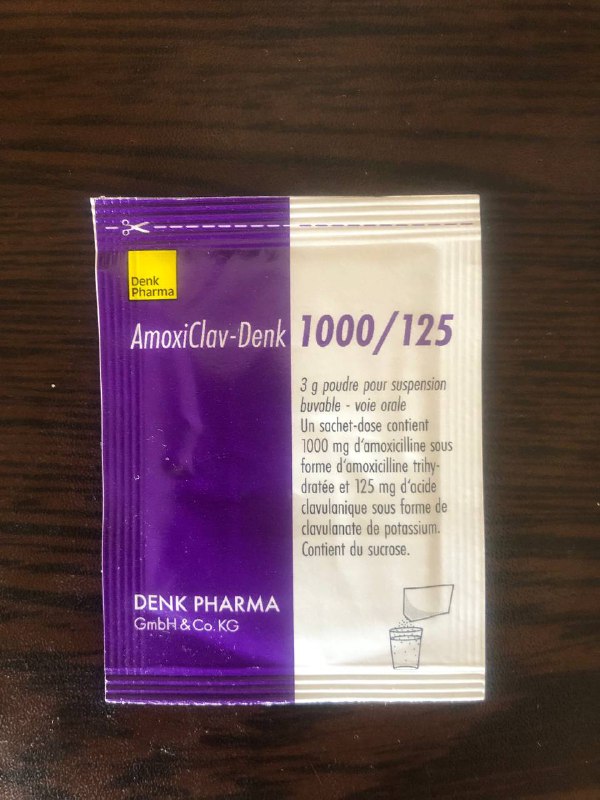 Denk
Pharma
AmoxiClav-Denk 1000/125
3 g poudre pour suspension
buvable - voie orale
Un sachet-dose contient
1000 mg d'amoxicilline sous
forme d'amoxicilline trihy-
dratée et 125 mg d'acide
clavulanique sous forme de
clavulanate de potassium.
Contient du sucrose.
DENK PHARMA
GmbH & Co. KG